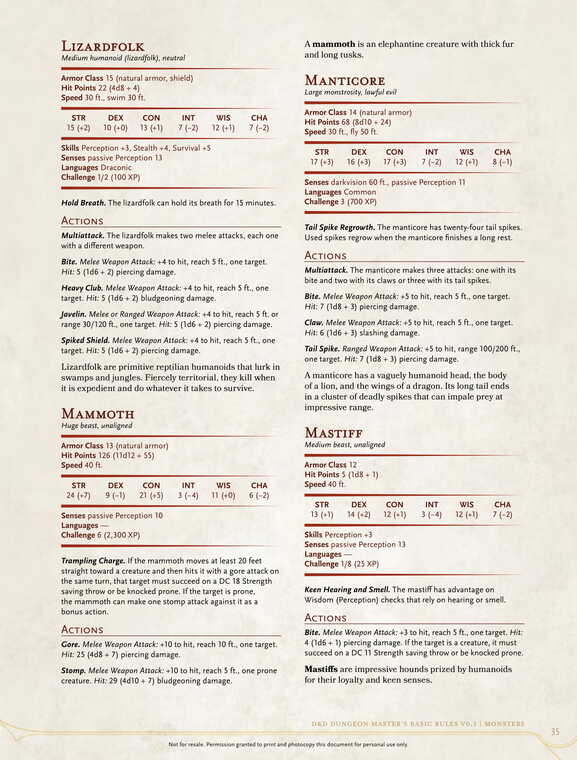 LIZARDFOLK
Medium humanoid (lizardfolk), neutral
Armor Class 15 (natural armor, shield)
Hit Points 22 (4d8 + 4)
Speed 30 ft., swim 30 ft.
STR DEX CON INT WIS CHA
15 (+2) 10 (+0) 13 (+1) 7 (−2) 12 (+1) 7 (−2)
Skills Perception +3, Stealth +4, Survival +5
Senses passive Perception 13
Languages Draconic
Challenge 1/2 (100 XP)
Hold Breath. The lizardfolk can hold its breath for 15 minutes.
ACTIONS
Multiattack. The lizardfolk makes two melee attacks, each one
with a different weapon.
Bite. Melee Weapon Attack: +4 to hit, reach 5 ft., one target.
Hit: 5 (1d6 + 2) piercing damage.
Heavy Club. Melee Weapon Attack: +4 to hit, reach 5 ft., one
target. Hit: 5 (1d6 + 2) bludgeoning damage.
Javelin. Melee or Ranged Weapon Attack: +4 to hit, reach 5 ft. or
range 30/120 ft., one target. Hit: 5 (1d6 + 2) piercing damage.
Spiked Shield. Melee Weapon Attack: +4 to hit, reach 5 ft., one
target. Hit: 5 (1d6 + 2) piercing damage.
Lizardfolk are primitive reptilian humanoids that lurk in
swamps and jungles. Fiercely territorial, they kill when
it is expedient and do whatever it takes to survive.
MAMMOTH
Huge beast, unaligned
Armor Class 13 (natural armor)
Hit Points 126 (11d12 + 55)
Speed 40 ft.
STR DEX CON INT WIS CHA
24 (+7) 9 (−1) 21 (+5) 3 (−4) 11 (+0) 6 (−2)
Senses passive Perception 10
Languages —
Challenge 6 (2,300 XP)
Trampling Charge. If the mammoth moves at least 20 feet
straight toward a creature and then hits it with a gore attack on
the same turn, that target must succeed on a DC 18 Strength
saving throw or be knocked prone. If the target is prone,
the mammoth can make one stomp attack against it as a
bonus action.
ACTIONS
Gore. Melee Weapon Attack: +10 to hit, reach 10 ft., one target.
Hit: 25 (4d8 + 7) piercing damage.
Stomp. Melee Weapon Attack: +10 to hit, reach 5 ft., one prone
creature. Hit: 29 (4d10 + 7) bludgeoning damage.
A mammoth is an elephantine creature with thick fur
and long tusks.
MANTICORE
Large monstrosity, lawful evil
Armor Class 14 (natural armor)
Hit Points 68 (8d10 + 24)
Speed 30 ft., fly 50 ft.
STR DEX CON INT WIS CHA
17 (+3) 16 (+3) 17 (+3) 7 (−2) 12 (+1) 8 (−1)
Senses darkvision 60 ft., passive Perception 11
Languages Common
Challenge 3 (700 XP)
Tail Spike Regrowth. The manticore has twenty-four tail spikes.
Used spikes regrow when the manticore finishes a long rest.
ACTIONS
Multiattack. The manticore makes three attacks: one with its
bite and two with its claws or three with its tail spikes.
Bite. Melee Weapon Attack: +5 to hit, reach 5 ft., one target.
Hit: 7 (1d8 + 3) piercing damage.
Claw. Melee Weapon Attack: +5 to hit, reach 5 ft., one target.
Hit: 6 (1d6 + 3) slashing damage.
Tail Spike. Ranged Weapon Attack: +5 to hit, range 100/200 ft.,
one target. Hit: 7 (1d8 + 3) piercing damage.
A manticore has a vaguely humanoid head, the body
of a lion, and the wings of a dragon. Its long tail ends
in a cluster of deadly spikes that can impale prey at
impressive range.
MASTIFF
Medium beast, unaligned
Armor Class 12
Hit Points 5 (1d8 + 1)
Speed 40 ft.
STR DEX CON INT WIS CHA
13 (+1) 14 (+2) 12 (+1) 3 (−4) 12 (+1) 7 (−2)
Skills Perception +3
Senses passive Perception 13
Languages —
Challenge 1/8 (25 XP)
Keen Hearing and Smell. The mastiff has advantage on
Wisdom (Perception) checks that rely on hearing or smell.
ACTIONS
Bite. Melee Weapon Attack: +3 to hit, reach 5 ft., one target. Hit:
4 (1d6 + 1) piercing damage. If the target is a creature, it must
succeed on a DC 11 Strength saving throw or be knocked prone.
Mastiffs are impressive hounds prized by humanoids
for their loyalty and keen senses.
D&D DUNGEON MASTER'S BASIC RULES V0.3 | MONSTERS
35
Not for resale. Permission granted to print and photocopy this document for personal use only.